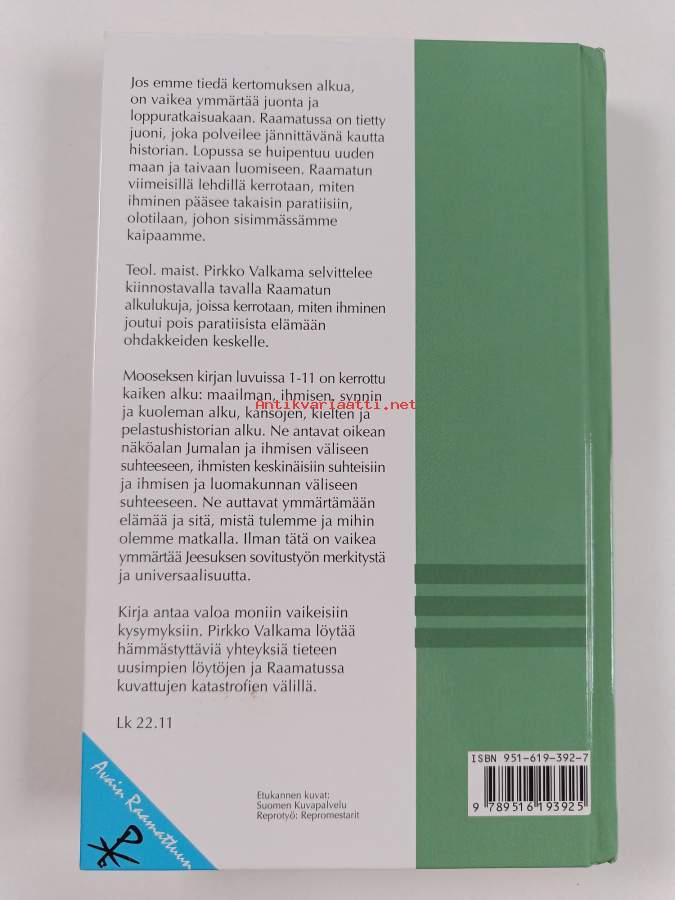 Jos emme tiedä kertomuksen alkua,
on vaikea ymmärtää juonta ja
loppuratkaisuakaan. Raamatussa on tietty
juoni, joka polveilee jännittävänä kautta
historian. Lopussa se huipentuu uuden
maan ja taivaan luomiseen. Raamatun
viimeisillä lehdillä kerrotaan, miten
ihminen pääsee takaisin paratiisiin,
olotilaan, johon sisimmässämme
kaipaamme.
Teol. maist. Pirkko Valkama selvittelee
kiinnostavalla tavalla Raamatun
alkulukuja, joissa kerrotaan, miten ihminen
joutui pois paratiisista elämään
ohdakkeiden keskelle.
Mooseksen kirjan luvuissa 1-11 on kerrottu
kaiken alku: maailman, ihmisen, synnin
ja kuoleman alku, kansojen, kielten ja
pelastushistorian alku. Ne antavat oikean
näköalan Jumalan ja ihmisen väliseen
suhteeseen, ihmisten keskinäisiin suhteisiin
ja ihmisen ja luomakunnan väliseen
suhteeseen. Ne auttavat ymmärtämään
elämää ja sitä, mistä tulemme ja mihin
olemme matkalla. Ilman tätä on vaikea
ymmärtää Jeesuksen sovitustyön merkitystä
ja universaalisuutta.
Kirja antaa valoa moniin vaikeisiin
kysymyksiin. Pirkko Valkama löytää
hämmästyttäviä yhteyksiä tieteen
uusimpien löytöjen ja Raamatussa
kuvattujen katastrofien välillä.
Lk 22.11
Antikvariaatti.net
Avain Raamattuun
Etukannen kuvat:
Suomen Kuvapalvelu
Reprotyö: Repromestarit
ISBN 951-619-392-7
9 789516 193925